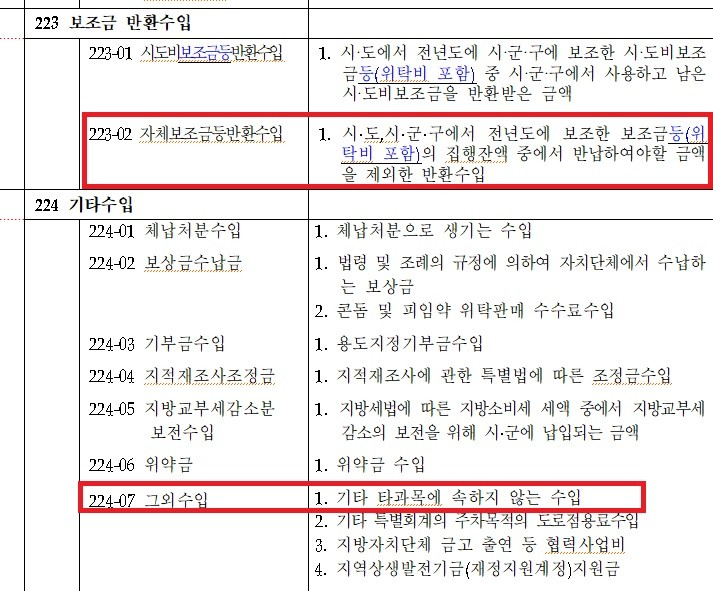 223 보조금 반환수입
223-01 시도비보조금등반환수입 1. 시·도에서 전년도에 시·군·구에 보조한 시·도비보조
금등(위탁비 포함) 중 시·군·구에서 사용하고 남은
시·도비보조금을 반환받은 금액
223-02 자체보조금등반환수입 1. 시·도,시·군·구에서 전년도에 보조한 보조금등(위
탁비 포함)의 집행잔액 중에서 반납하여야할 금액
을 제외한 반환수입
224 기타수입
224-01 체납처분수입 1. 체납처분으로 생기는 수입
224-02 보상금수납금 1. 법령 및 조례의 규정에 의하여 자치단체에서 수납하
는 보상금
2. 콘돔 및 피임약 위탁판매 수수료수입
224-03 기부금수입 1. 용도지정기부금수입
224-04 지적재조사조정금 1. 지적재조사에 관한 특별법에 따른 조정금수입
224-05 지방교부세감소분 1. 지방세법에 따른 지방소비세 세액 중에서 지방교부세
보전수입 감소의 보전을 위해 시·군에 납입되는 금액
224-06 위약금 1. 위약금 수입
224-07 그외수입 1. 기타 타과목에 속하지 않는 수입
2. 기타 특별회계의 주차목적의 도로점용료수입
3. 지방자치단체 금고 출연 등 협력사업비
4. 지역상생발전기금(재정지원계정)지원금